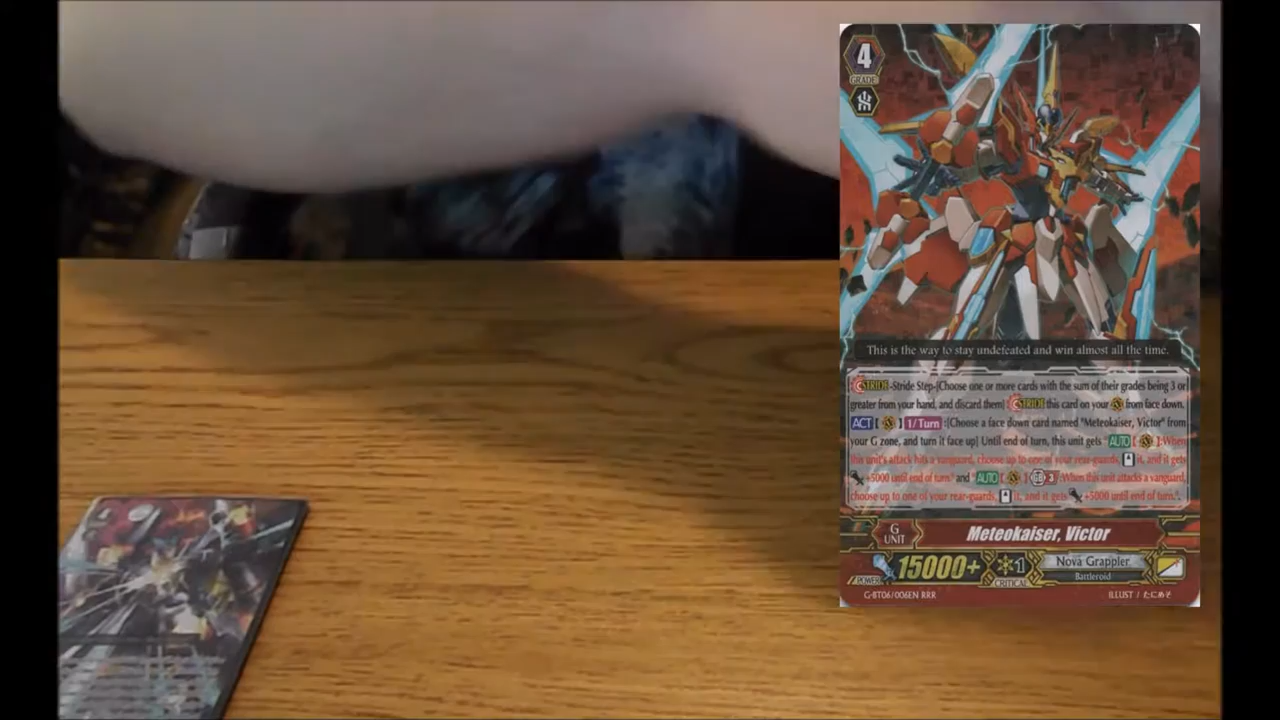 4
GRADE
This is the way to stay undefeated and win almost all the time.
STRIDE -Stride Step-[Choose one or more cards with the sum of their grades being 3 or
greater from your hand, and discard them] STRIDE this card on your from face down.
ACT [ ] 1/Turn :[Choose a face down card named "Meteokaiser, Victor" from
your G zone, and turn it face up] Until end of turn, this unit gets "AUTO [ ]:When
this unit's attack hits a vanguard, choose up to one of your rear-guards, it, and it gets
+5000 until end of turn." and "AUTO [ ] GB 3:When this unit attacks a vanguard,
choose up to one of your rear-guards, it, and it gets +5000 until end of turn.".
G
UNIT
Meteokaiser, Victor
POWER 15000+ 1 CRITICAL
Nova Grappler
Battleroid
G-BT06/006EN RRR ILLUST / たにめそ